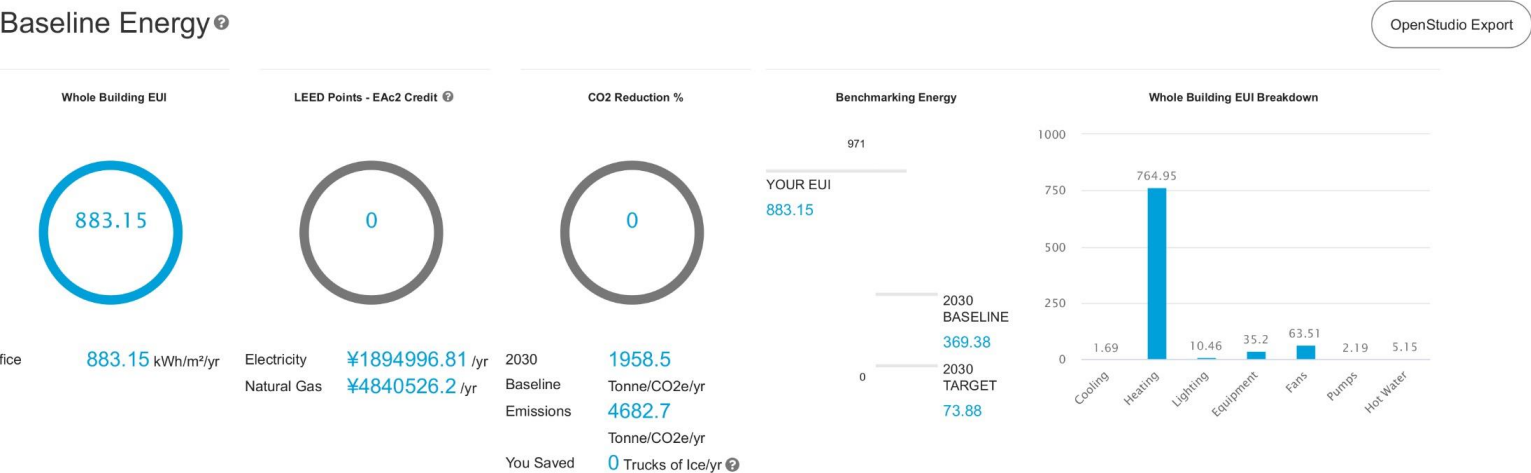 Baseline Energy
OpenStudio Export
Whole Building EUI
883.15
fice 883.15 kWh/m²/yr
LEED Points - EAc2 Credit
0
Electricity ¥1894996.81 /yr
Natural Gas ¥4840526.2 /yr
CO2 Reduction %
0
2030 1958.5
Baseline Tonne/CO2e/yr
Emissions 4682.7
Tonne/CO2e/yr
You Saved 0 Trucks of Ice/yr
Benchmarking Energy
971
YOUR EUI
883.15
2030
BASELINE
369.38
0
2030
TARGET
73.88
Whole Building EUI Breakdown
1000
750
500
250
0
1.69
764.95
10.46
35.2
63.51
2.19
5.15
Cooling
Heating
Lighting
Equipment
Fans
Pumps
Hot Water